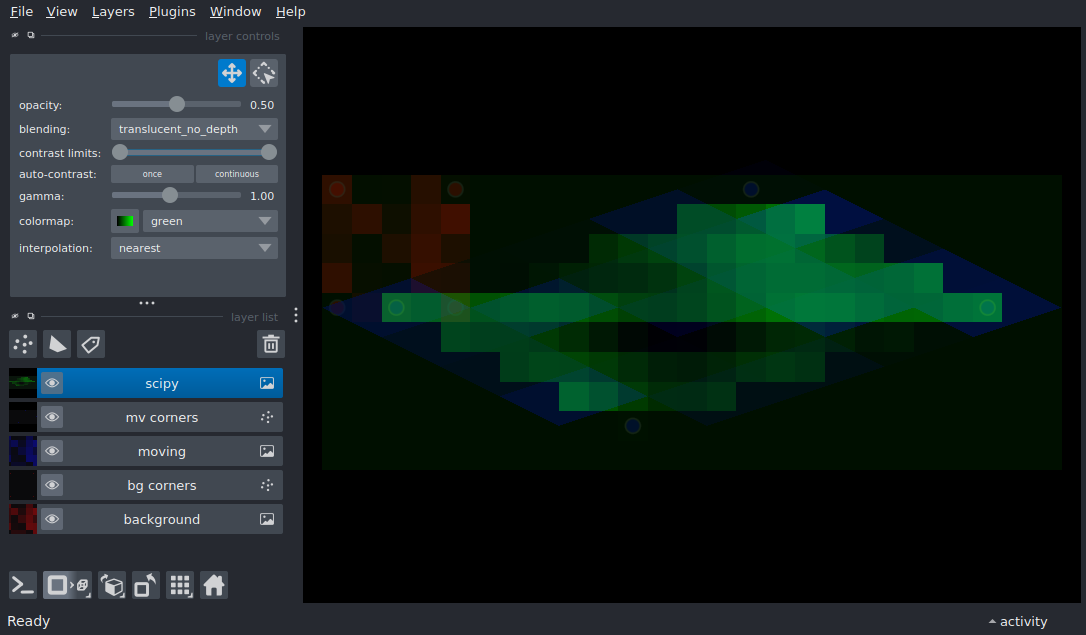 File View Layers Plugins Window Help
layer controls
opacity: 0.50
blending: translucent_no_depth
contrast limits:
auto-contrast: once continuous
gamma: 1.00
colormap: green
interpolation: nearest
layer list
scipy
mv corners
moving
bg corners
background
Ready
activity